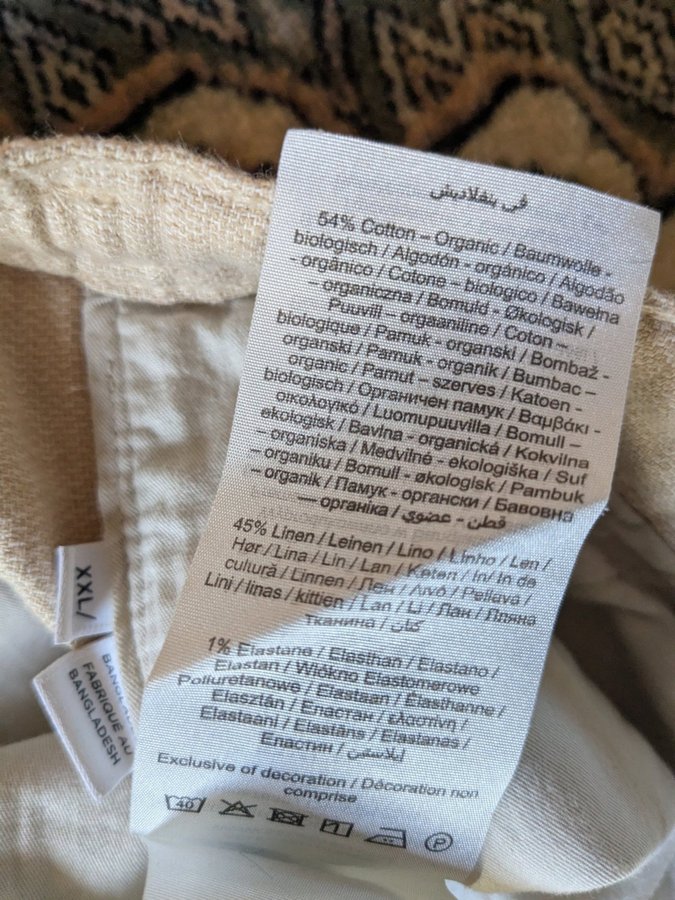 في بنغلاديش
54% Cotton – Organic / Baumwolle -
biologisch / Algodón - orgánico / Algodão
- orgânico / Cotone - biologico / Bawełna
– organiczna / Bomuld - Økologisk /
Puuvill – orgaaniline / Coton –
biologique / Pamuk - organski / Bombaž -
organski / Pamuk - organik / Bumbac –
organic / Pamut – szerves / Katoen -
biologisch / Органичен памук / Βαμβάκι -
οικολογικό / Luomupuuvilla / Bomull –
ekologisk / Bavlna - organická / Kokvilna
– organiska / Medvilnė - ekologiška / Suf
– organiku / Bomull - økologisk / Pambuk
– organik / Памук - органски / Бавовна
— органіка / قطن - عضوي
45% Linen / Leinen / Lino / Linho / Len /
Hør / Lina / Lin / Lan / Keten / In / In de
cultură / Linnen / Лен / Λινό / Pellava /
Lini / linas / kittien / Lan / Li / Лан / Лляна
тканина / كتان
1% Elastane / Elasthan / Elastano /
Elastan / Włókno Elastomerowe
Poliuretanowe / Elastaan / Élasthanne /
Elasztán / Еластан / ελαστίνη /
Elastaani / Elastāns / Elastanas /
Еластин / إيلاستين
Exclusive of decoration / Décoration non
comprise
40
P
XXL/
BANGL
FABRIQUÉ AU
BANGLADESH